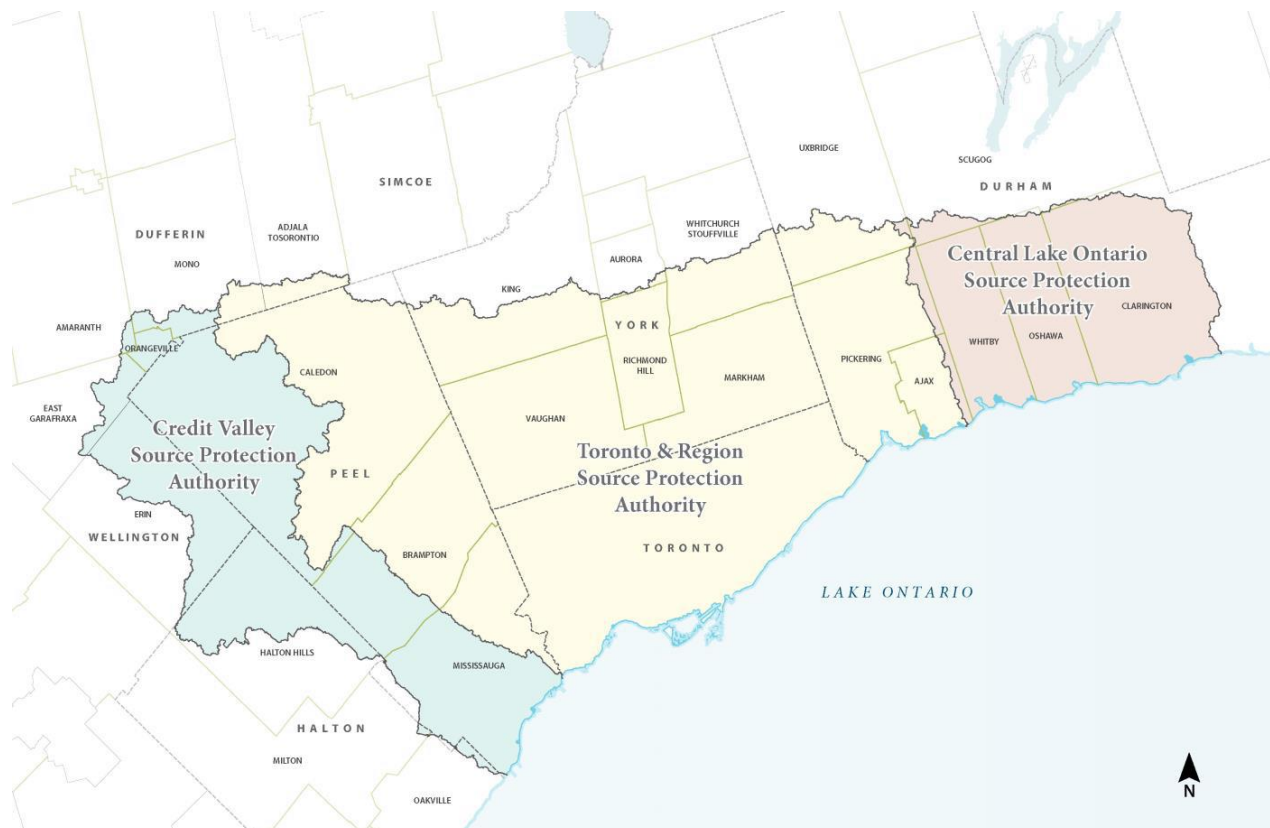 UXBRIDGE
SCUGOG
SIMCOE
DURHAM
DUFFERIN
ADJALA
TOSORONTIO
WHITCHURCH
STOUFFVILLE
MONO
AURORA
KING
Central Lake Ontario
Source Protection
Authority
AMARANTH
ORANGEVILLE
YORK
CLARINGTON
WHITBY
OSHAWA
CALEDON
RICHMOND
HILL
MARKHAM
PICKERING
AJAX
EAST
GARAFRAXA
VAUGHAN
Credit Valley
Source Protection
Authority
PEEL
Toronto & Region
Source Protection
Authority
ERIN
WELLINGTON
BRAMPTON
TORONTO
LAKE ONTARIO
HALTON HILLS
MISSISSAUGA
HALTON
MILTON
OAKVILLE
N